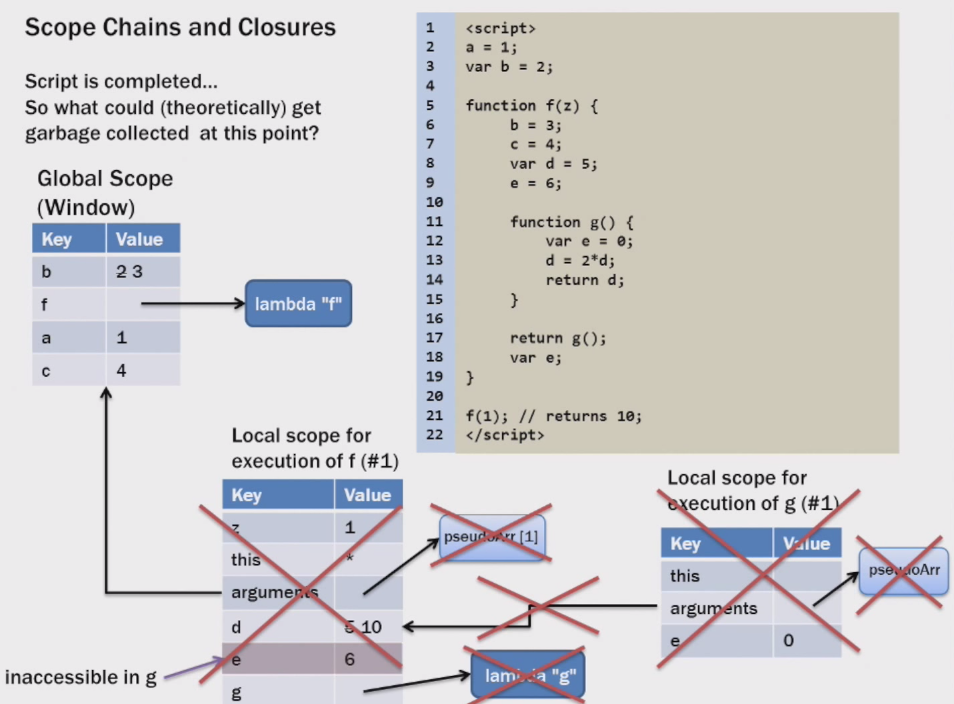 Scope Chains and Closures
Script is completed...
So what could (theoretically) get
garbage collected at this point?
Global Scope
(Window)
Key Value
b 2 3
f
lambda "f"
a 1
c 4
1 <script>
2 a = 1;
3 var b = 2;
4
5 function f(z) {
6 b = 3;
7 c = 4;
8 var d = 5;
9 e = 6;
10
11 function g() {
12 var e = 0;
13 d = 2*d;
14 return d;
15 }
16
17 return g();
18 var e;
19 }
20
21 f(1); // returns 10;
22 </script>
Local scope for
execution of f (#1)
Key Value
z 1
this *
arguments
d 5 10
e 6
g
pseudoArr [1]
lambda "g"
inaccessible in g
Local scope for
execution of g (#1)
Key Value
this
arguments
e 0
pseudoArr